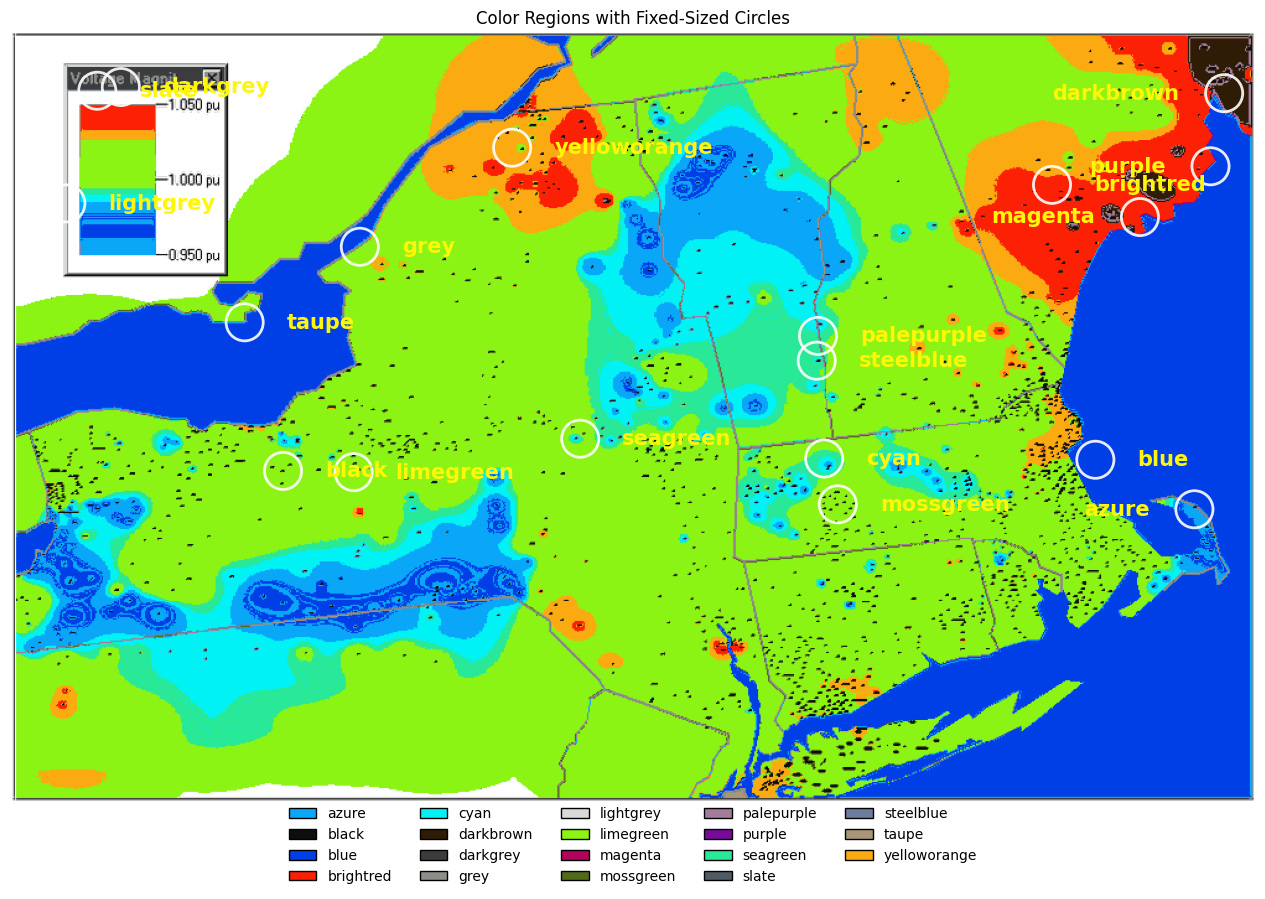 Color Regions with Fixed-Sized Circles
Voltage Magnit
slate
darkgrey
1.050 pu
1.000 pu
lightgrey
0.950 pu
darkbrown
yelloworange
purple
brightred
magenta
grey
taupe
palepurple
steelblue
seagreen
black
limegreen
cyan
blue
mossgreen
azure
azure
black
blue
brightred
cyan
darkbrown
darkgrey
grey
lightgrey
limegreen
magenta
mossgreen
palepurple
purple
seagreen
slate
steelblue
taupe
yelloworange